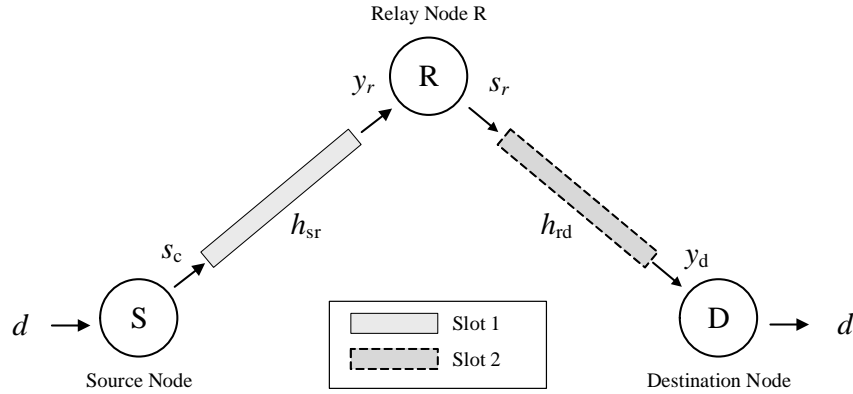 Relay Node R
R
y_r
s_r
h_sr
h_rd
s_c
y_d
d
S
D
d
Slot 1
Slot 2
Source Node
Destination Node